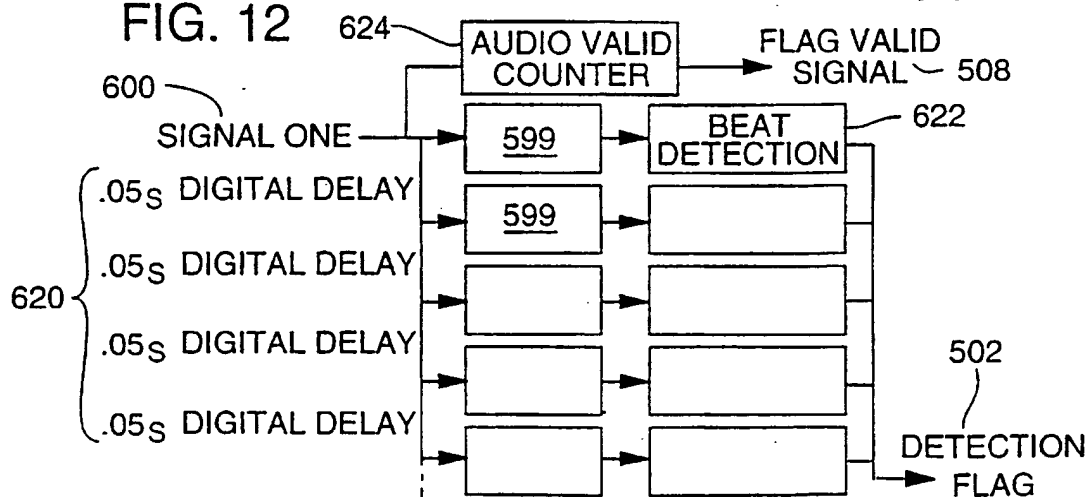 FIG. 12
624
AUDIO VALID
COUNTER
FLAG VALID
SIGNAL
508
600
SIGNAL ONE
599
BEAT
DETECTION
622
.05S DIGITAL DELAY
599
.05S DIGITAL DELAY
620
.05S DIGITAL DELAY
502
.05S DIGITAL DELAY
DETECTION
FLAG